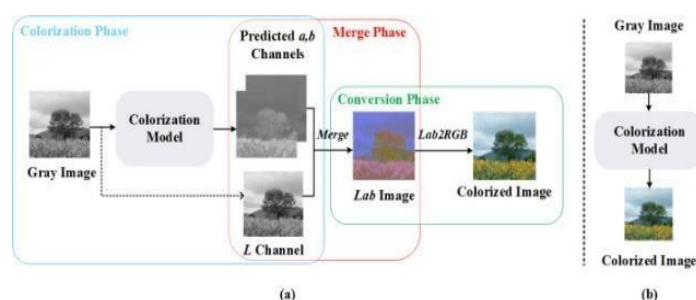 Colorization Phase
Predicted a,b
Channels
Merge Phase
Conversion Phase
Gray Image
Colorization
Model
Merge
Lab Image
Lab2RGB
Colorized Image
L Channel
(a)
Gray Image
Colorization
Model
Colorized Image
(b)